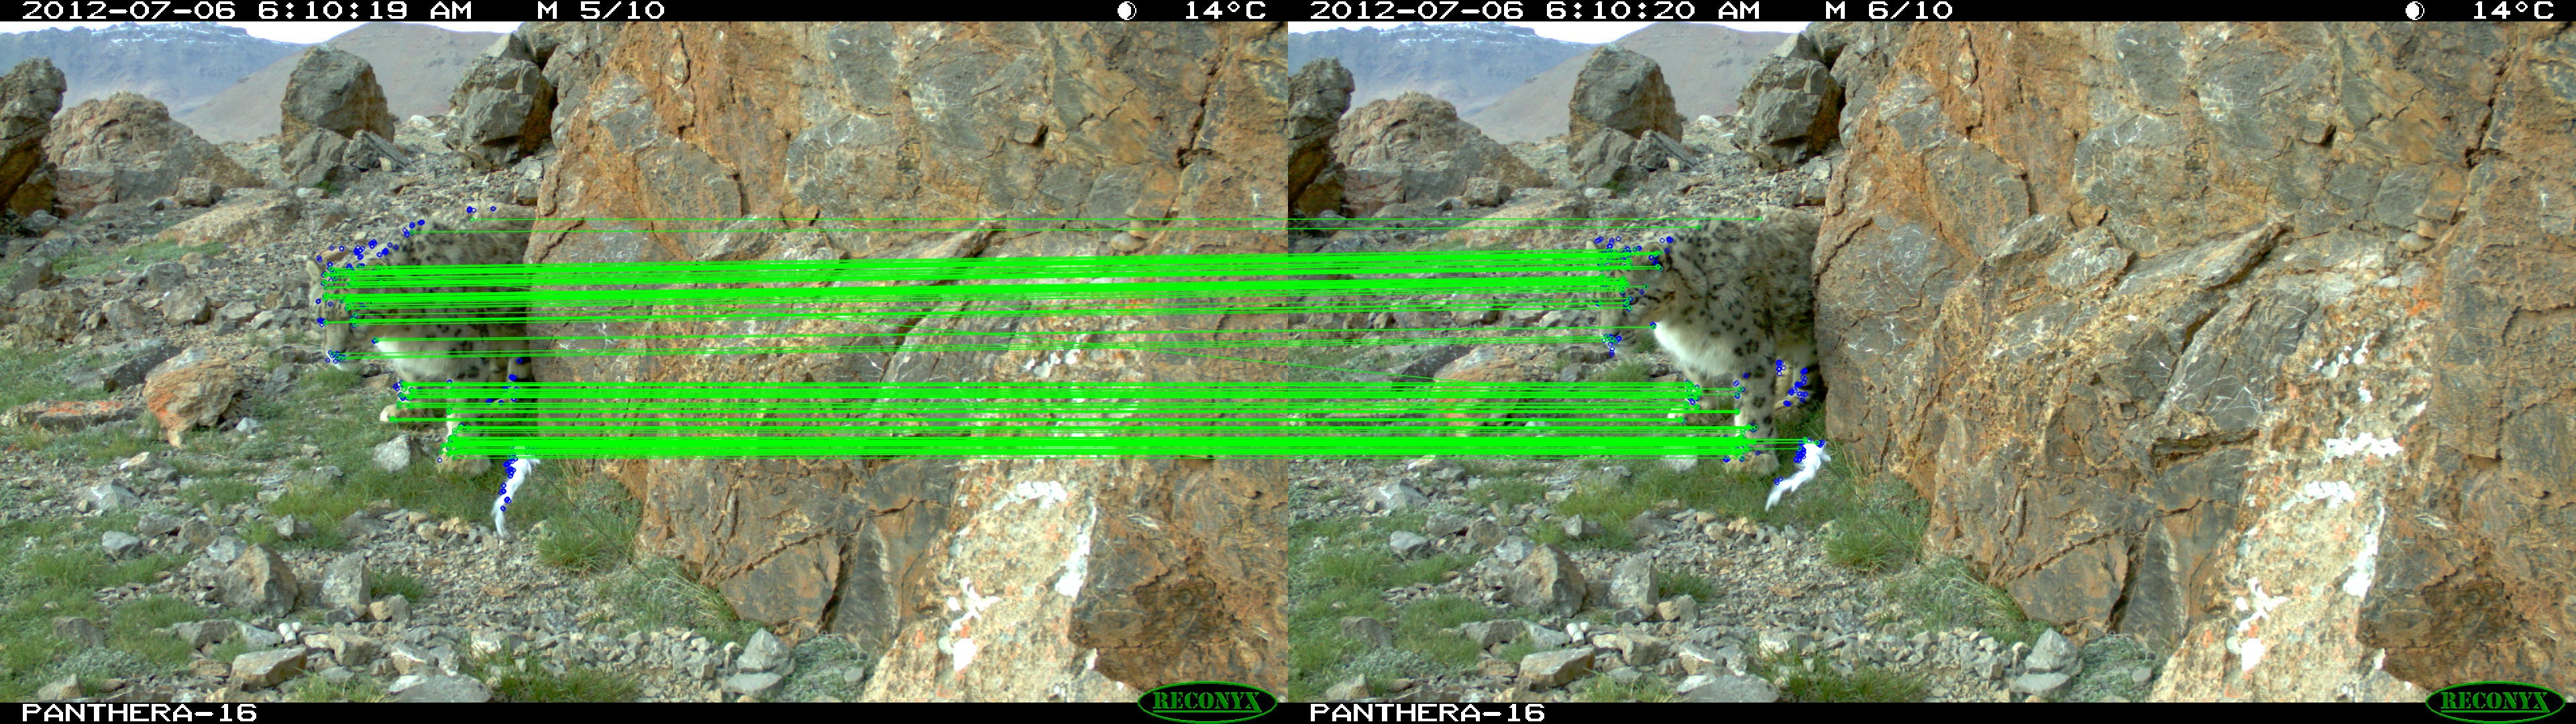 2012-07-06 6:10:19 AM M 5/10 14°C
2012-07-06 6:10:20 AM M 6/10 14°C
PANTHERA-16
RECONYX
PANTHERA-16
RECONYX